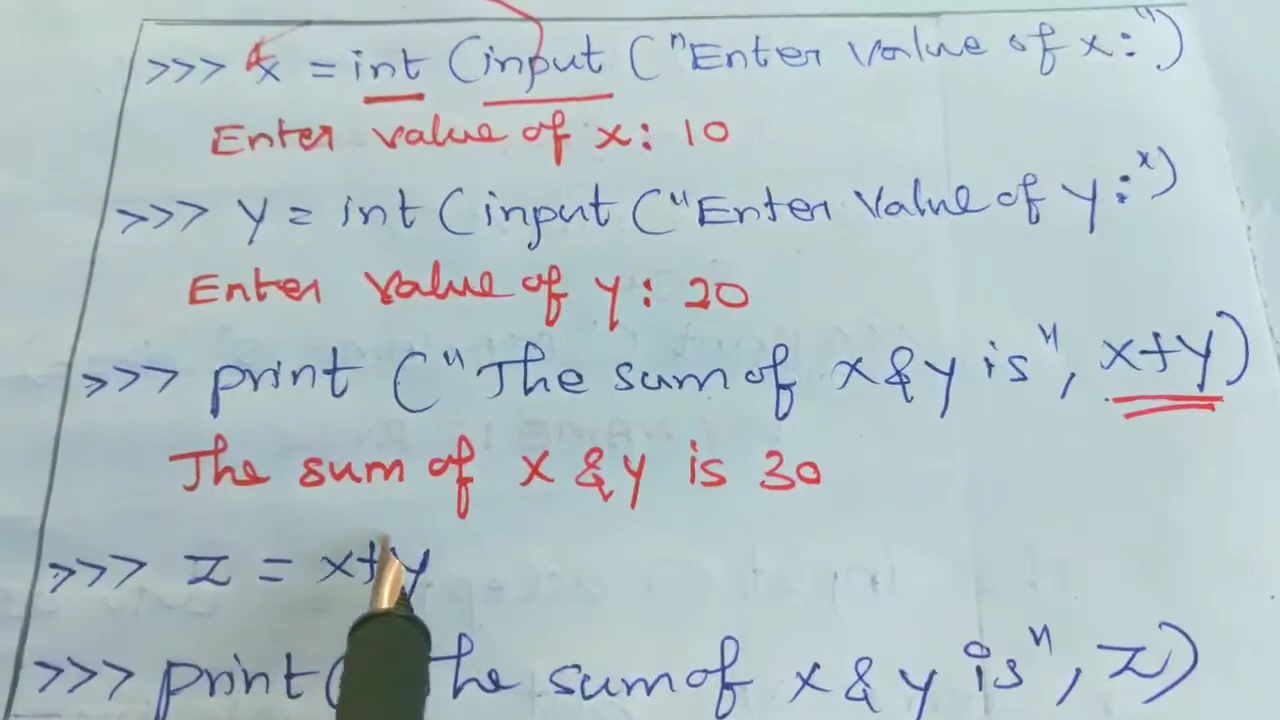 >>> x = int (input ("Enter value of x:")
Enter value of x: 10
>>> y = int (input ("Enter Value of y:")
Enter value of y: 20
>>> print ("The sum of x & y is", x+y)
The sum of x & y is 30
>>> z = x+y
>>> print( The sum of x & y is", z)